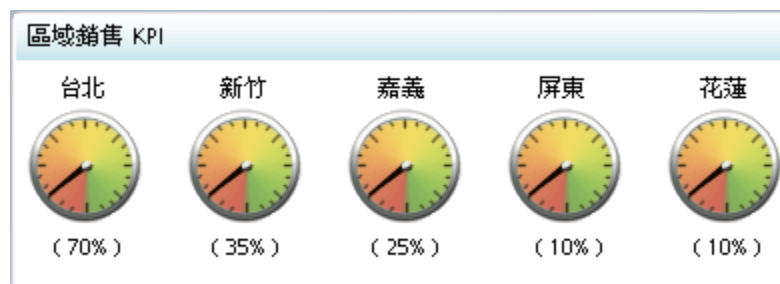 區域銷售 KPI
台北 新竹 嘉義 屏東 花蓮
( 70% ) ( 35% ) ( 25% ) ( 10% ) ( 10% )